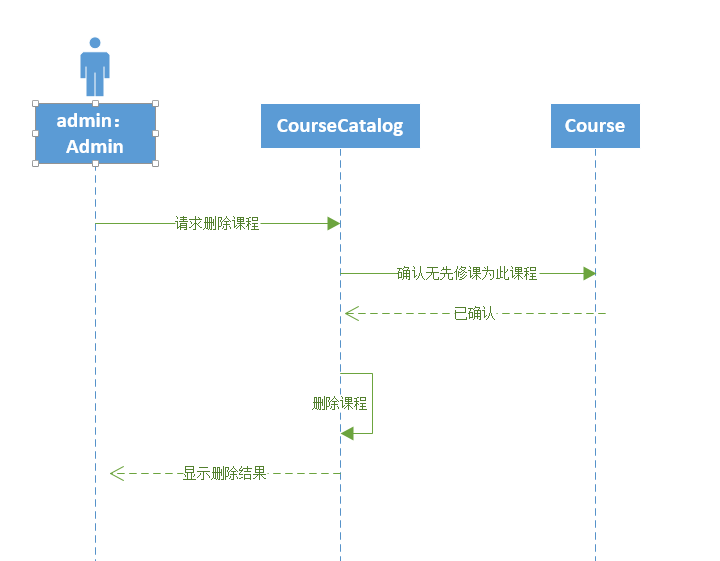 admin：
Admin
CourseCatalog
Course
请求删除课程
确认无先修课为此课程
已确认
删除课程
显示删除结果